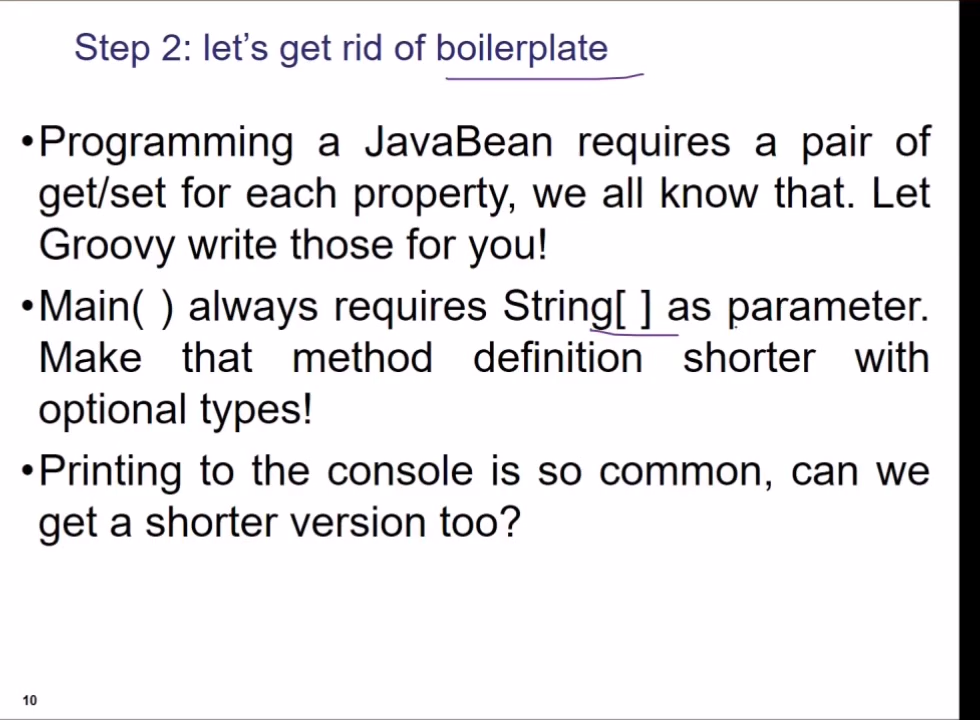 Step 2: let's get rid of boilerplate
•Programming a JavaBean requires a pair of
get/set for each property, we all know that. Let
Groovy write those for you!
•Main( ) always requires String[ ] as parameter.
Make that method definition shorter with
optional types!
•Printing to the console is so common, can we
get a shorter version too?
10